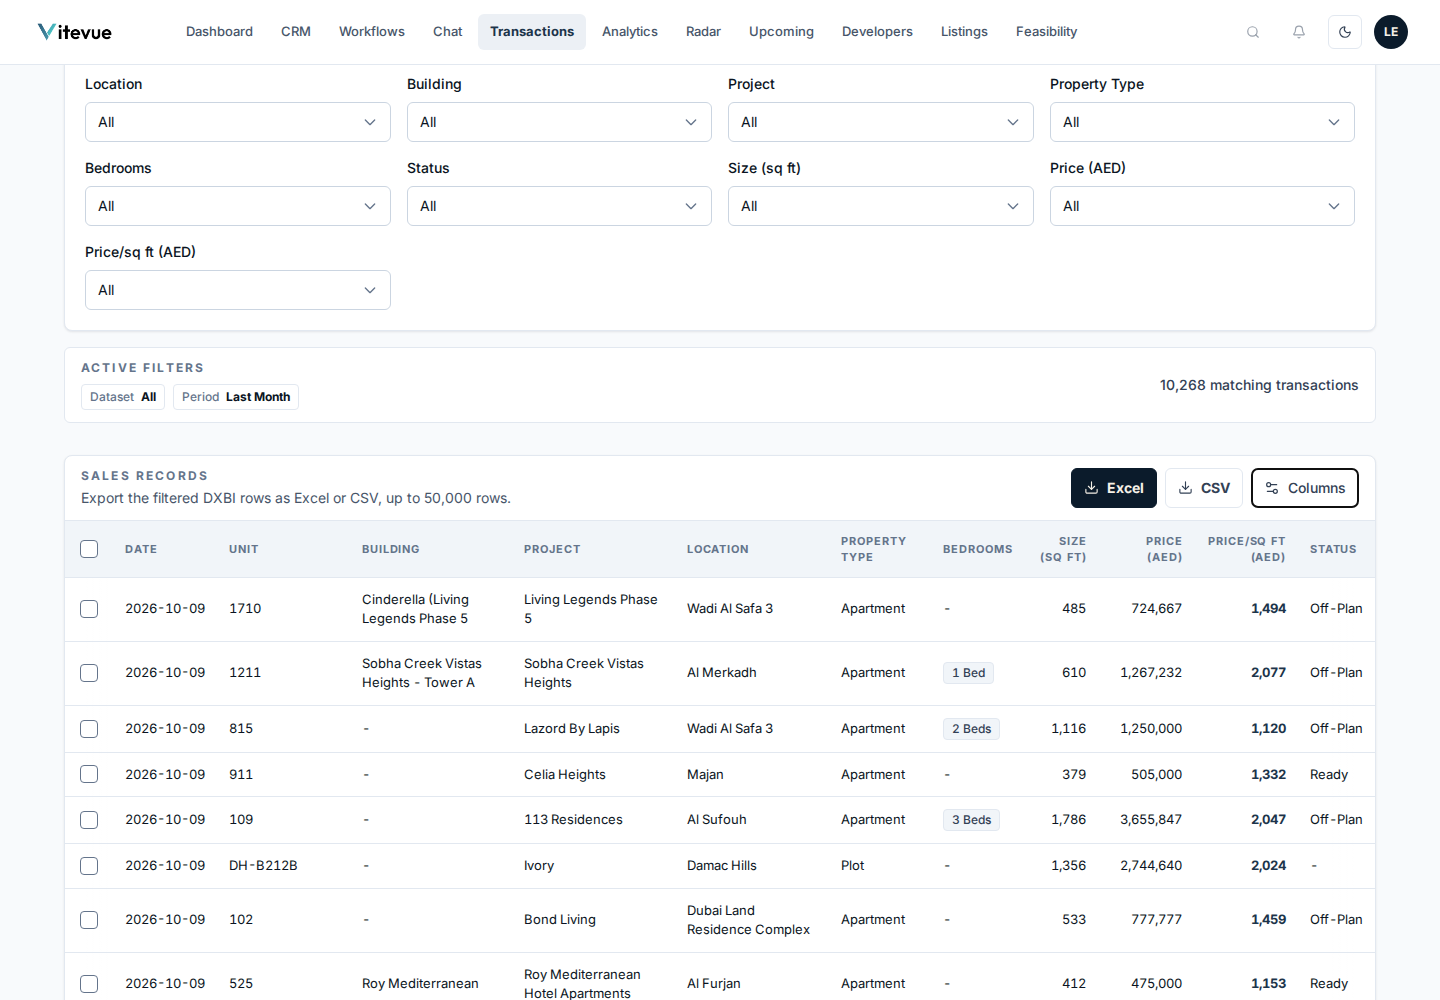 Vitevue
Dashboard CRM Workflows Chat Transactions Analytics Radar Upcoming Developers Listings Feasibility LE
Location Building Project Property Type
All All All All
Bedrooms Status Size (sq ft) Price (AED)
All All All All
Price/sq ft (AED)
All
ACTIVE FILTERS
Dataset All Period Last Month
10,268 matching transactions
SALES RECORDS
Export the filtered DXBI rows as Excel or CSV, up to 50,000 rows.
Excel CSV Columns
DATE UNIT BUILDING PROJECT LOCATION PROPERTY TYPE BEDROOMS SIZE (SQ FT) PRICE (AED) PRICE/SQ FT (AED) STATUS
2026-10-09 1710 Cinderella (Living Legends Phase 5 Living Legends Phase 5 Wadi Al Safa 3 Apartment - 485 724,667 1,494 Off-Plan
2026-10-09 1211 Sobha Creek Vistas Heights - Tower A Sobha Creek Vistas Heights Al Merkadh Apartment 1 Bed 610 1,267,232 2,077 Off-Plan
2026-10-09 815 - Lazord By Lapis Wadi Al Safa 3 Apartment 2 Beds 1,116 1,250,000 1,120 Off-Plan
2026-10-09 911 - Celia Heights Majan Apartment - 379 505,000 1,332 Ready
2026-10-09 109 - 113 Residences Al Sufouh Apartment 3 Beds 1,786 3,655,847 2,047 Off-Plan
2026-10-09 DH-B212B - Ivory Damac Hills Plot - 1,356 2,744,640 2,024 -
2026-10-09 102 - Bond Living Dubai Land Residence Complex Apartment - 533 777,777 1,459 Off-Plan
2026-10-09 525 Roy Mediterranean Roy Mediterranean Hotel Apartments Al Furjan Apartment - 412 475,000 1,153 Ready